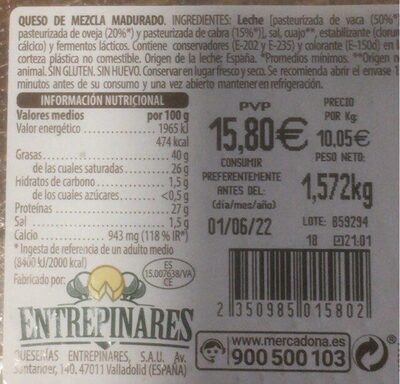 QUESO DE MEZCLA MADURADO. INGREDIENTES: Leche [pasteurizada de vaca (50%*
pasteurizada de oveja (20%*) y pasteurizada de cabra (15%*)], sal, cuajo**, estabilizante (cloruro
cálcico) y fermentos lácticos. Contiene conservadores (E-202 y E-235) y colorante (E-150d) en l
corteza plástica no comestible. Origen de la leche: España. *Promedios mínimos. **Origen n
animal. SIN GLUTEN. SIN HUEVO. Conservar en lugar fresco y seco. Se recomienda abrir el envase 1
minutos antes de su consumo y una vez abierto mantener en refrigeración.
INFORMACIÓN NUTRICIONAL
Valores medios por 100 g
Valor energético 1965 kJ
474 kcal
Grasas 40 g
de las cuales saturadas 26 g
Hidratos de carbono 1,5 g
de los cuales azúcares <0,5 g
Proteínas 27 g
Sal 1,5 g
Calcio 943 mg (118 % IR*)
* Ingesta de referencia de un adulto medio
(8400 kJ/2000 kcal)
Fabricado por:
ES
15.007638/VA
CE
ENTREPINARES
QUESERÍAS ENTREPINARES, S.A.U. Av.
Santander, 140. 47011 Valladolid (ESPAÑA)
PVP
15,80€
PRECIO
POR Kg:
10,05€
CONSUMIR
PREFERENTEMENTE
ANTES DEL:
(dia/mes/año)
01/06/22
PESO NETO:
1,572kg
LOTE: 859294
18 21:01
2 350985 015802
www.mercadona.es
900 500 103